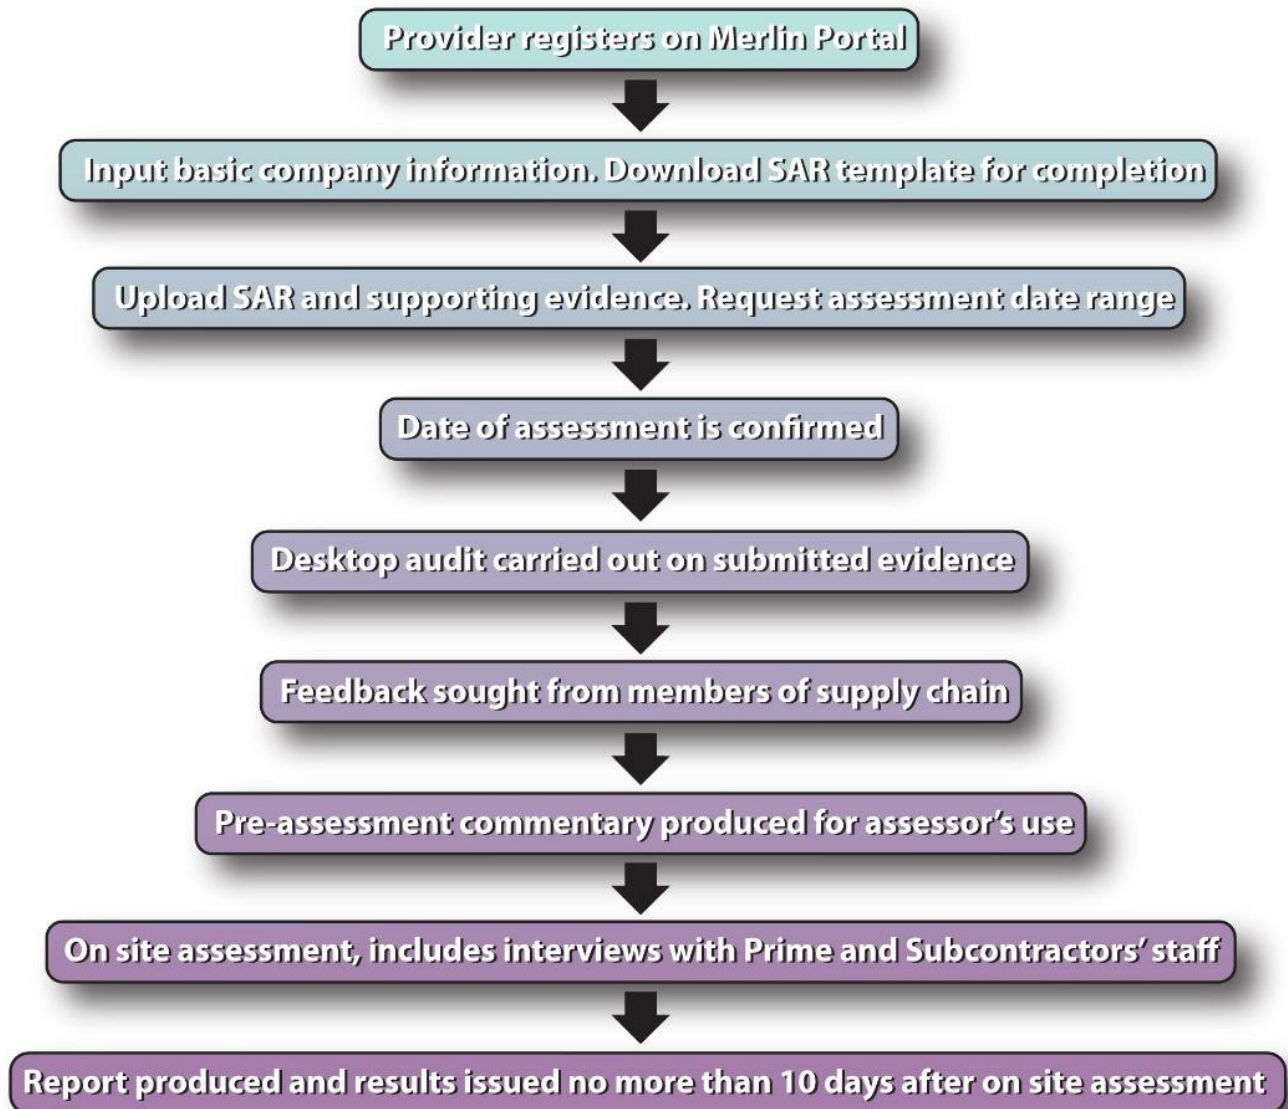 Provider registers on Merlin Portal
Input basic company information. Download SAR template for completion
Upload SAR and supporting evidence. Request assessment date range
Date of assessment is confirmed
Desktop audit carried out on submitted evidence
Feedback sought from members of supply chain
Pre-assessment commentary produced for assessor’s use
On site assessment, includes interviews with Prime and Subcontractors’ staff
Report produced and results issued no more than 10 days after on site assessment